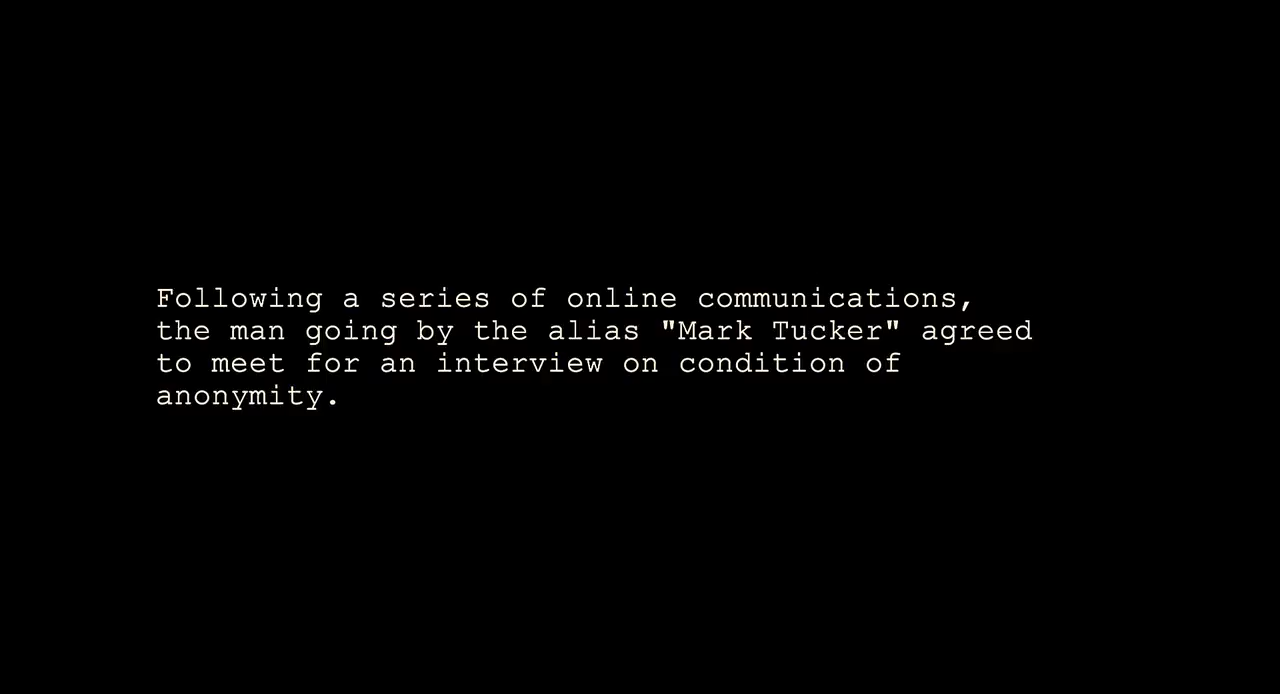 Following a series of online communications,
the man going by the alias "Mark Tucker" agreed
to meet for an interview on condition of
anonymity.